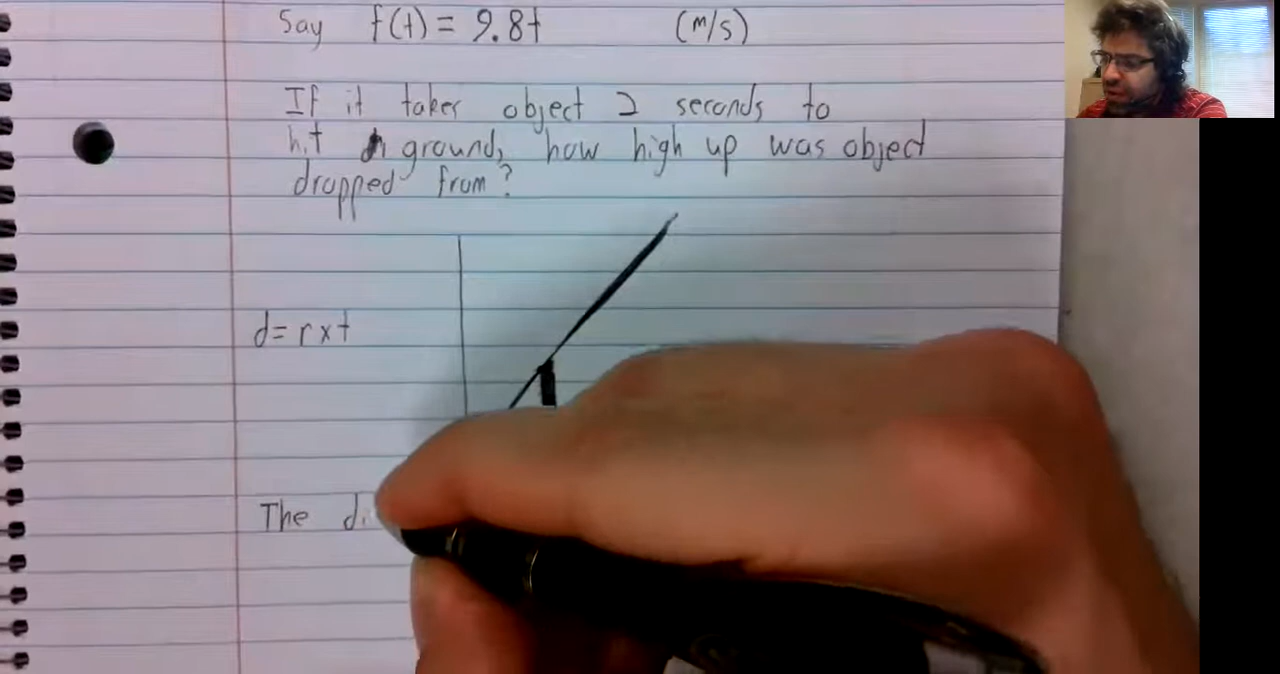 Say f(t) = 9.8t (m/s)
If it takes object 2 seconds to
hit ground, how high up was object
dropped from?
d = r x t
The di